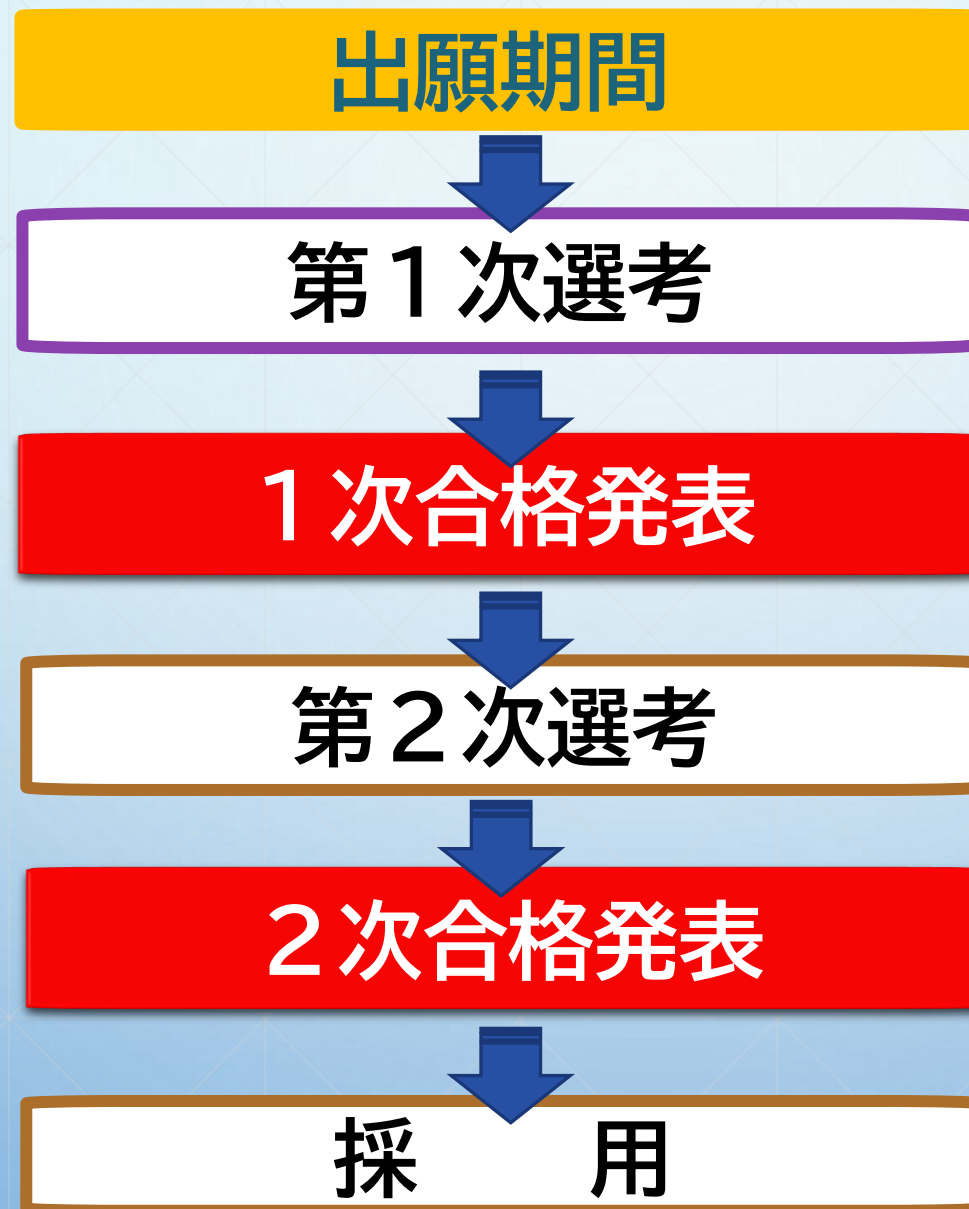 出願期間
第１次選考
１次合格発表
第２次選考
２次合格発表
採　　用